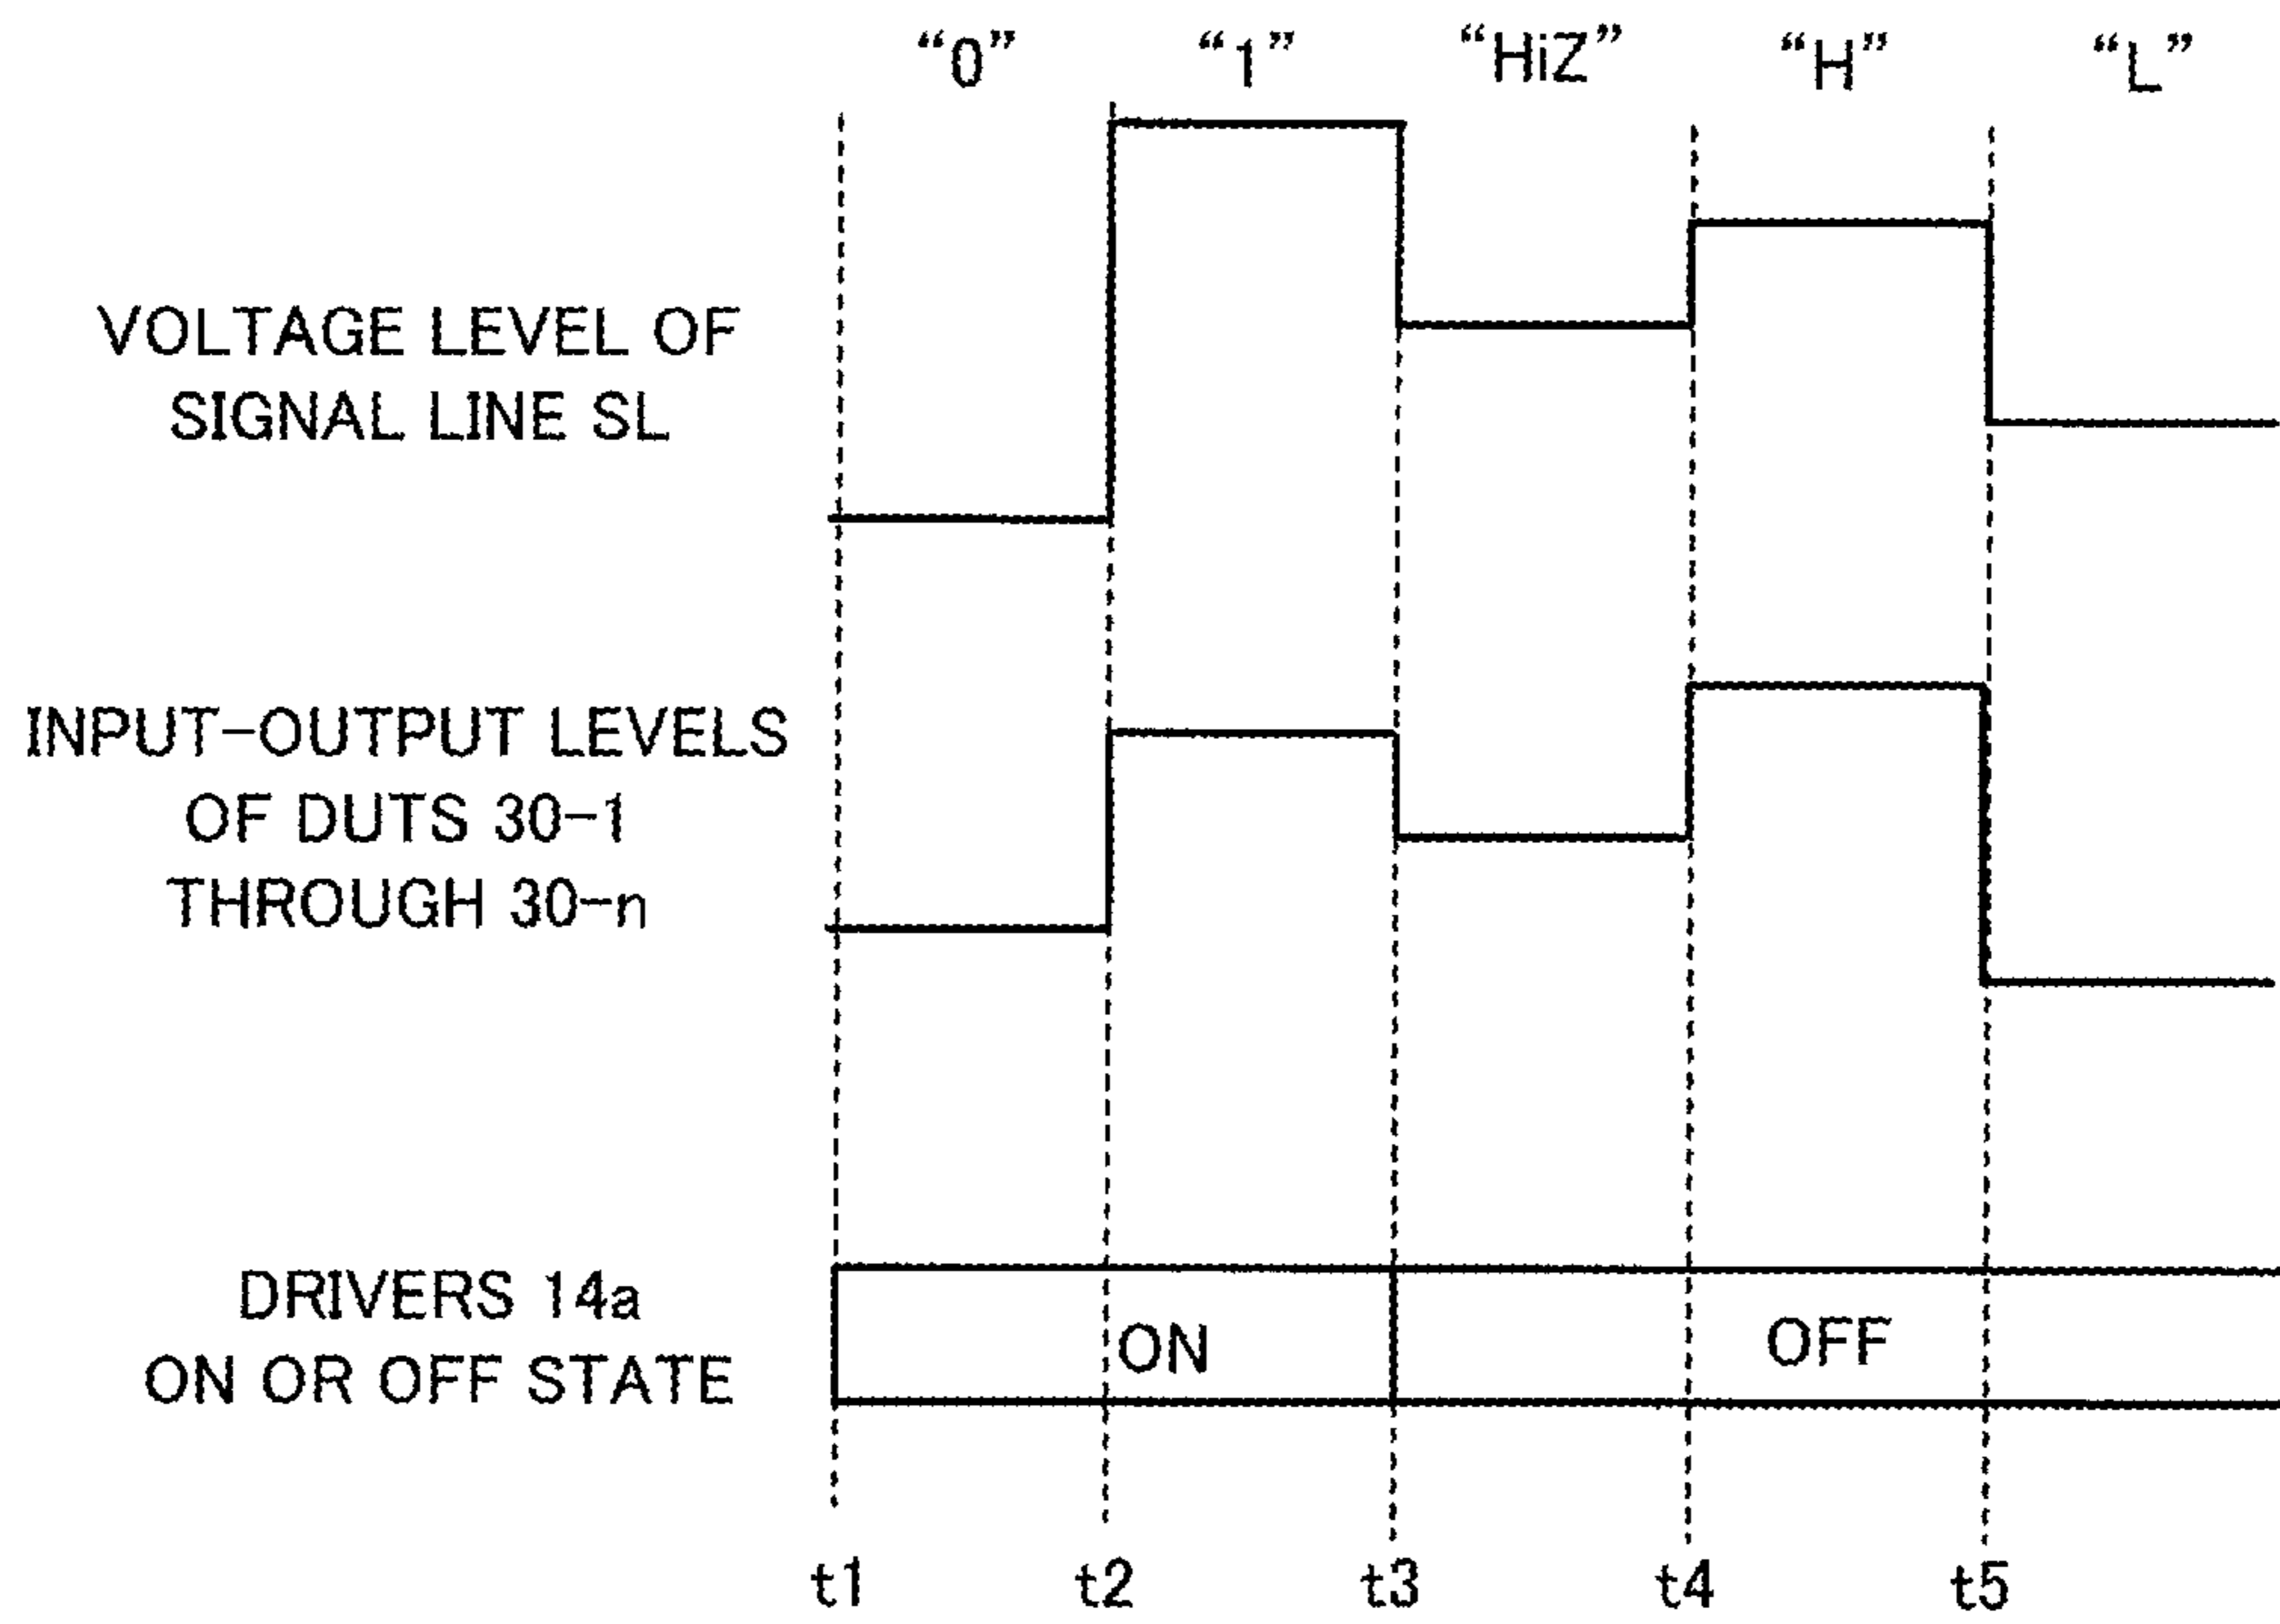 “0” “1” “HiZ” “H” “L”
VOLTAGE LEVEL OF
SIGNAL LINE SL
INPUT-OUTPUT LEVELS
OF DUTS 30-1
THROUGH 30-n
DRIVERS 14a
ON OR OFF STATE
ON OFF
t1 t2 t3 t4 t5